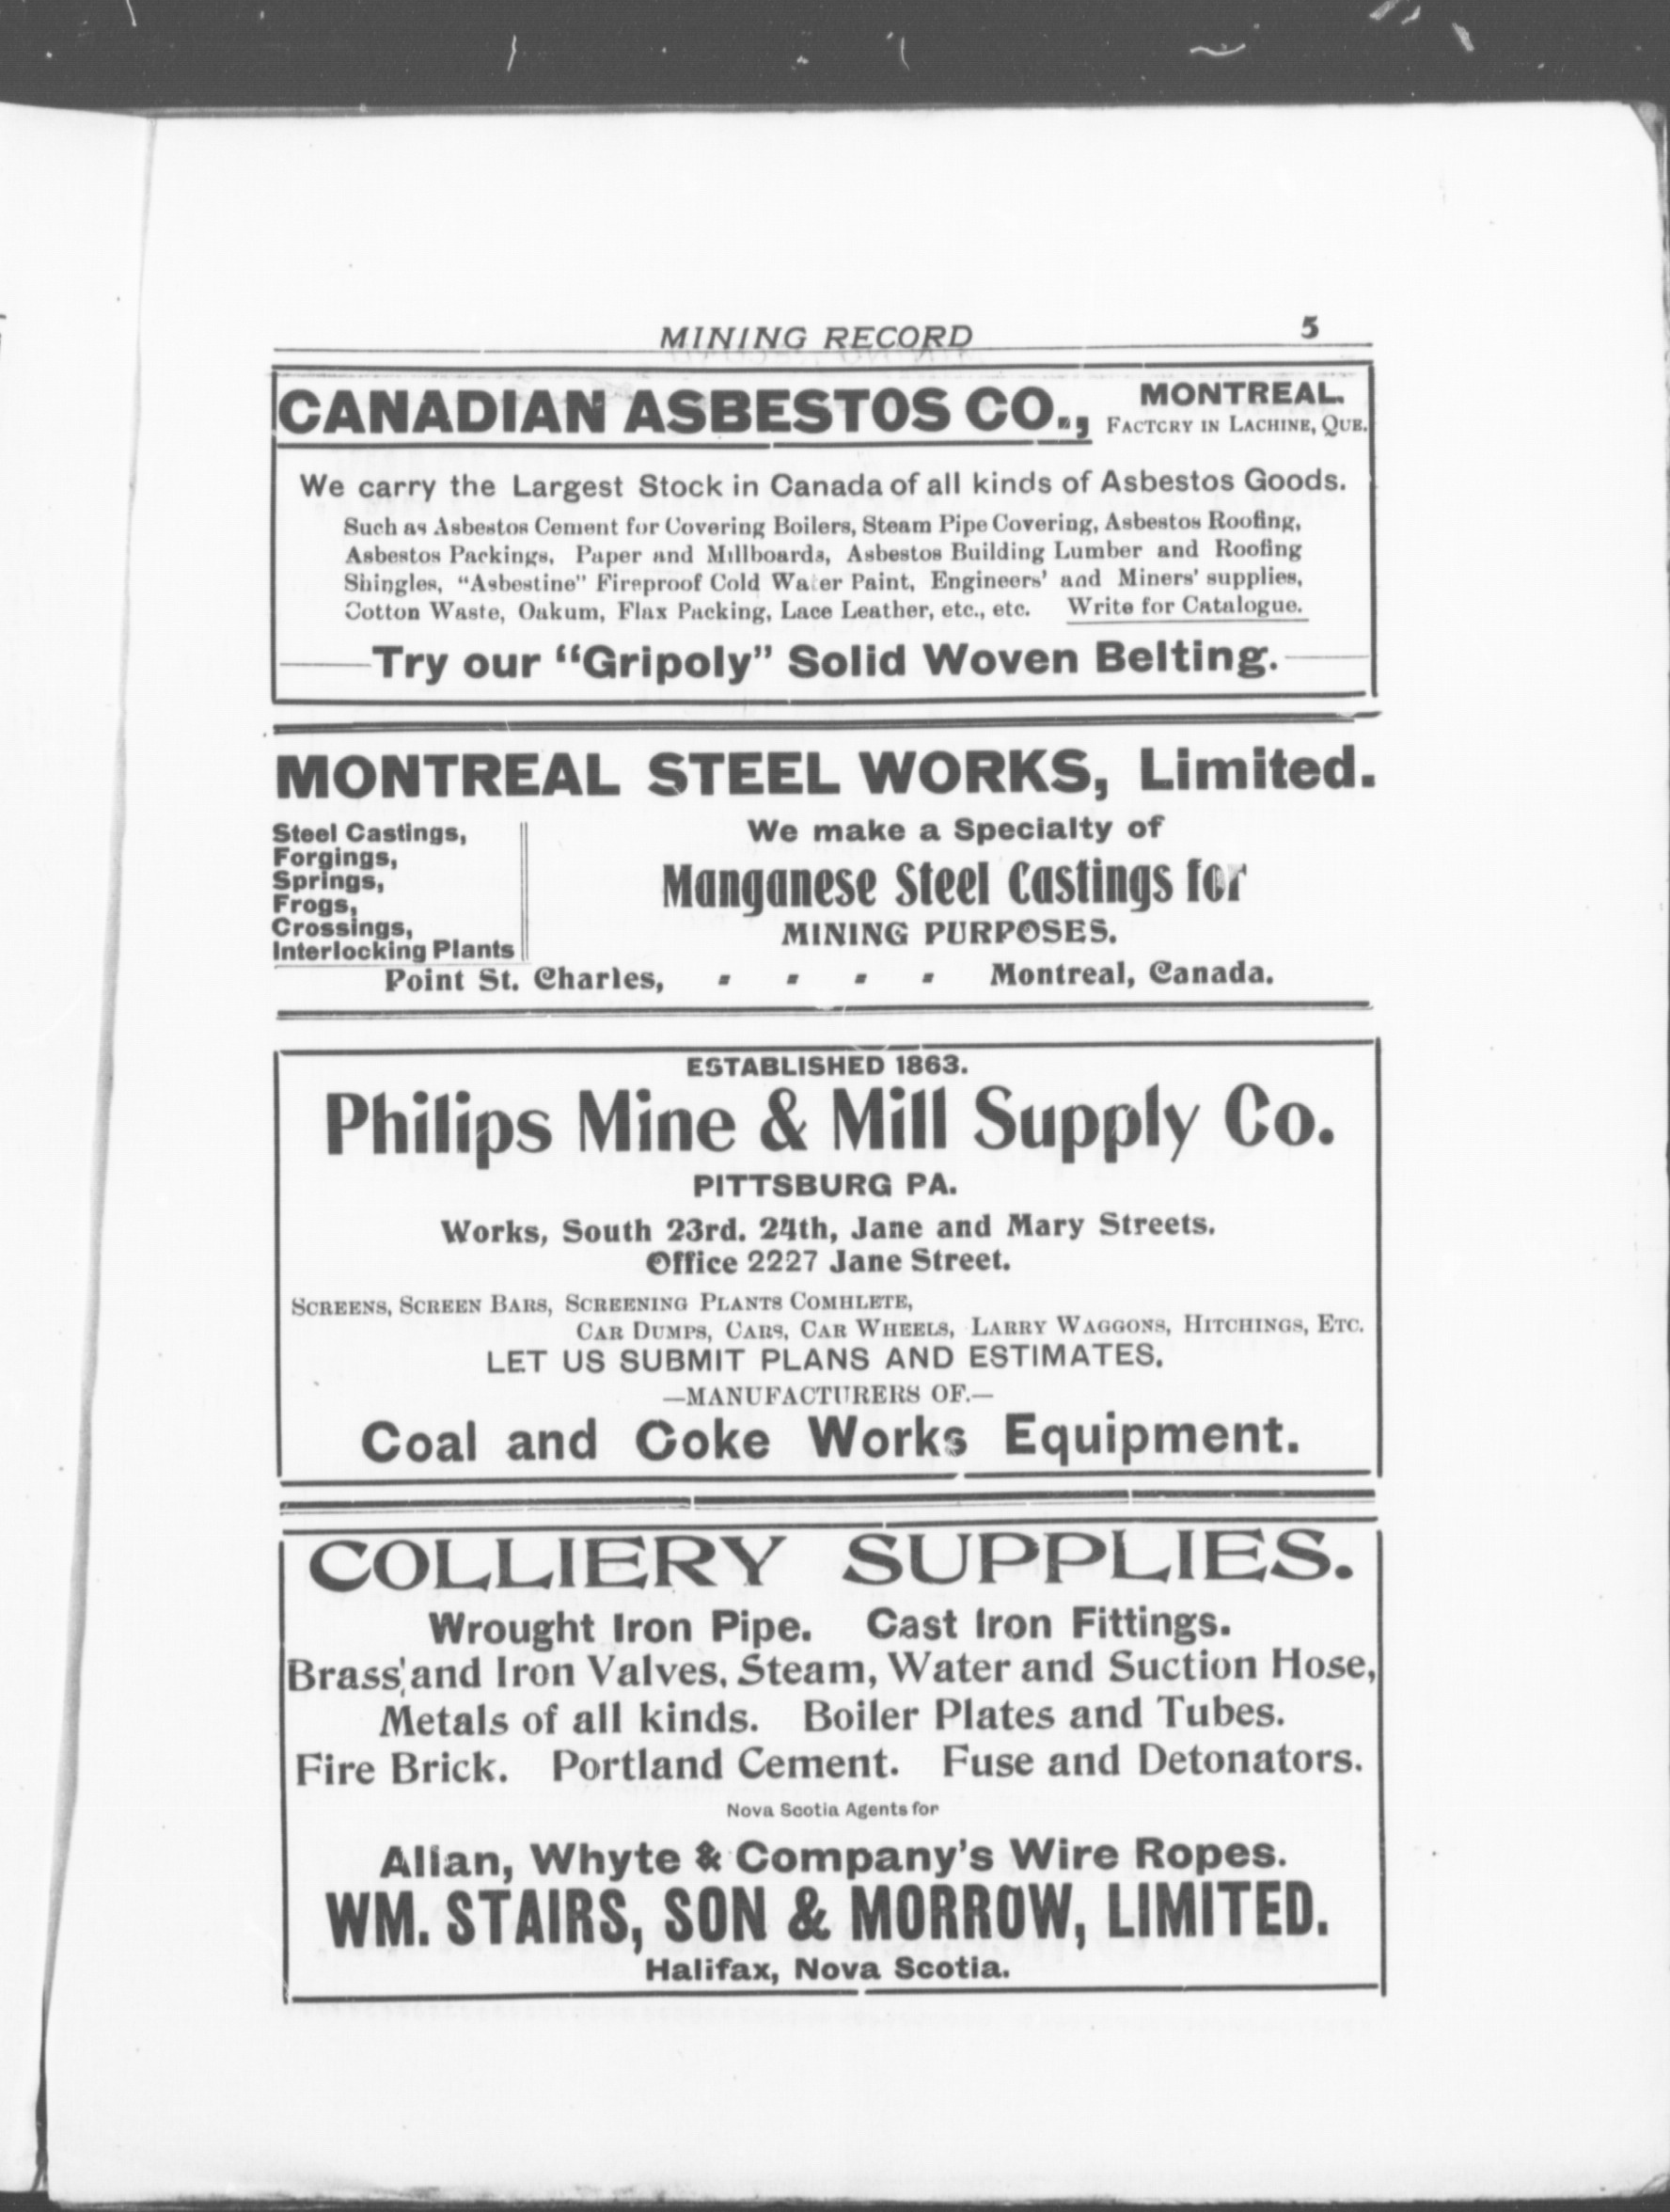 MINING RECORD 5
CANADIAN ASBESTOS CO., MONTREAL.
FACTCRY IN LACHINE, QUE.
We carry the Largest Stock in Canada of all kinds of Asbestos Goods.
Such as Asbestos Cement for Covering Boilers, Steam Pipe Covering, Asbestos Roofing,
Asbestos Packings, Paper and Millboards, Asbestos Building Lumber and Roofing
Shingles, "Asbestine" Fireproof Cold Water Paint, Engineers' and Miners' supplies,
Cotton Waste, Oakum, Flax Packing, Lace Leather, etc., etc. Write for Catalogue.
Try our "Gripoly" Solid Woven Belting.
MONTREAL STEEL WORKS, Limited.
Steel Castings,
Forgings,
Springs,
Frogs,
Crossings,
Interlocking Plants
We make a Specialty of
Manganese Steel Castings for
MINING PURPOSES.
Point St. Charles, - - - - Montreal, Canada.
ESTABLISHED 1863.
Philips Mine & Mill Supply Co.
PITTSBURG PA.
Works, South 23rd. 24th, Jane and Mary Streets.
Office 2227 Jane Street.
SCREENS, SCREEN BARS, SCREENING PLANTS COMHLETE,
CAR DUMPS, CARS, CAR WHEELS, LARRY WAGGONS, HITCHINGS, ETC.
LET US SUBMIT PLANS AND ESTIMATES.
—MANUFACTURERS OF.—
Coal and Coke Works Equipment.
COLLIERY SUPPLIES.
Wrought Iron Pipe. Cast Iron Fittings.
Brass and Iron Valves, Steam, Water and Suction Hose,
Metals of all kinds. Boiler Plates and Tubes.
Fire Brick. Portland Cement. Fuse and Detonators.
Nova Scotia Agents for
Allan, Whyte & Company's Wire Ropes.
WM. STAIRS, SON & MORROW, LIMITED.
Halifax, Nova Scotia.